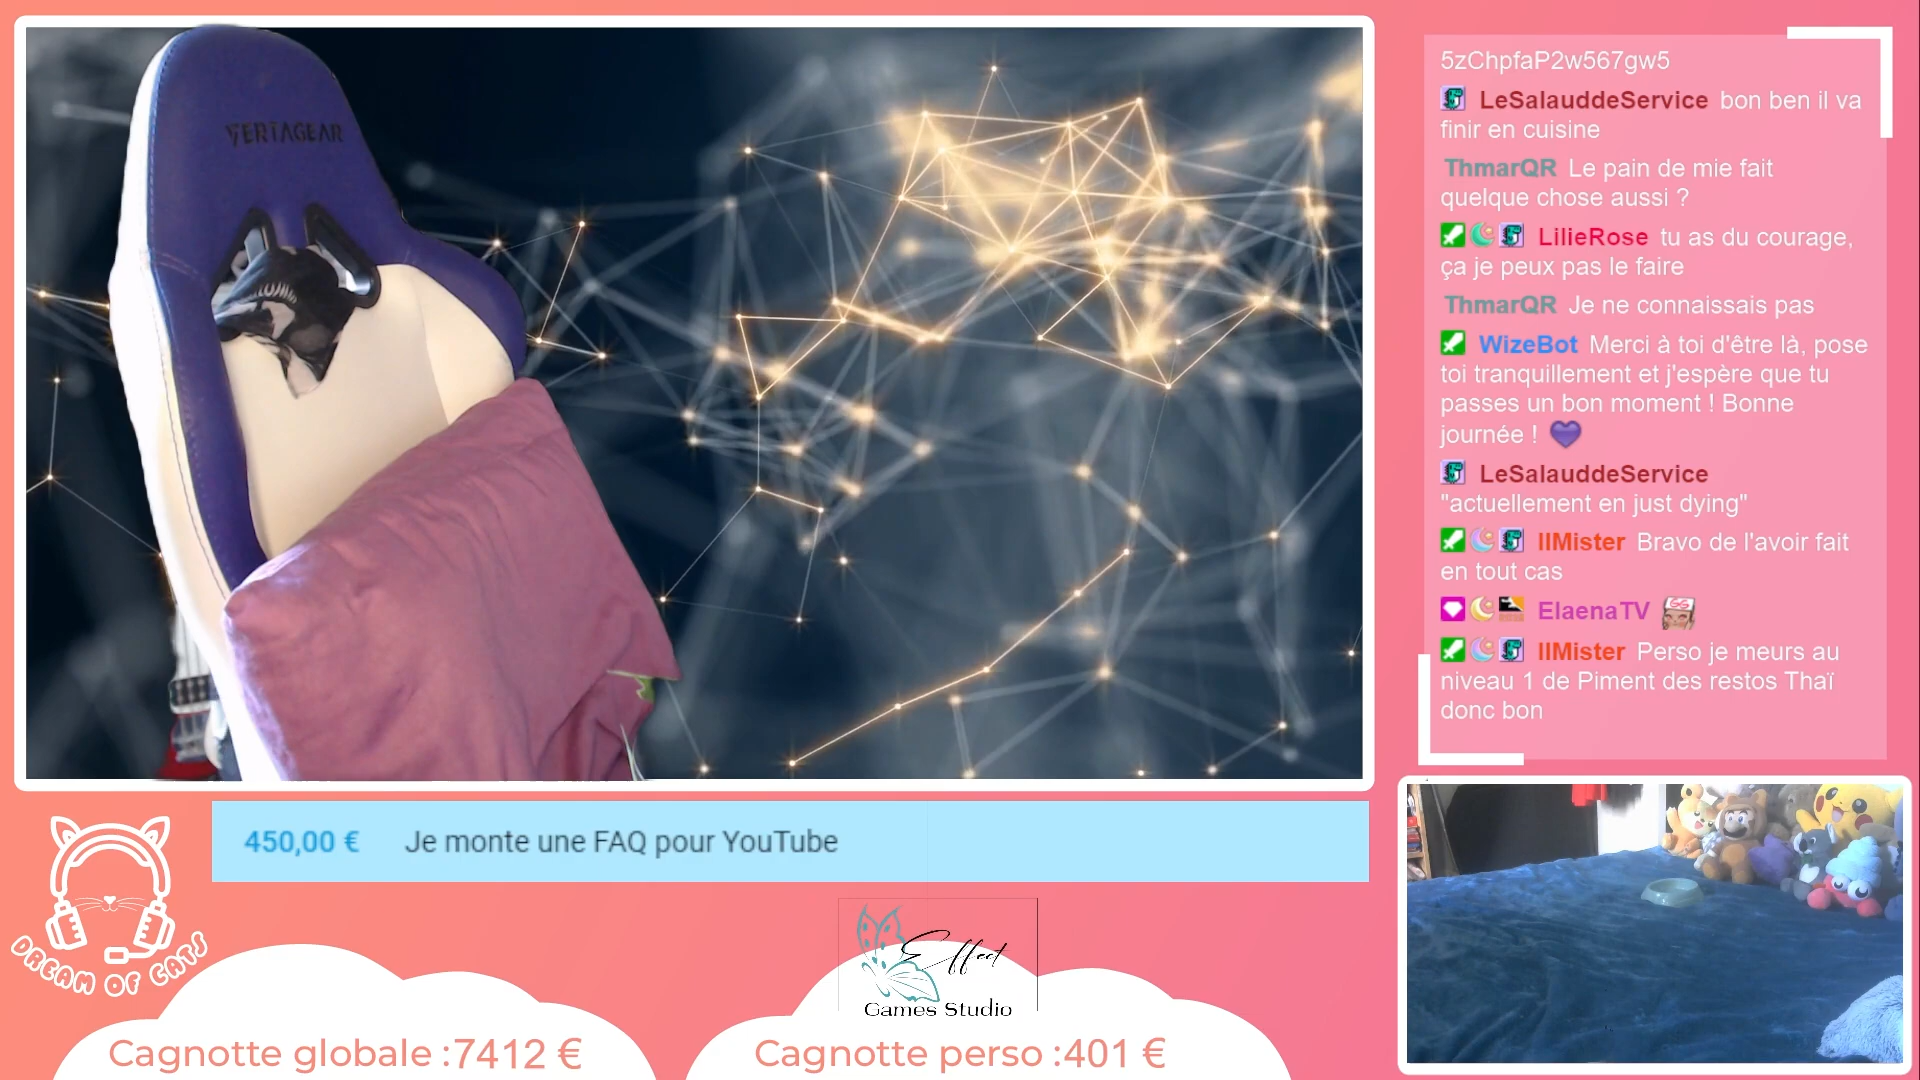 VERTAGEAR
5zChpfaP2w567gw5
LeSalauddeService bon ben il va
finir en cuisine
ThmarQR Le pain de mie fait
quelque chose aussi ?
LilieRose tu as du courage,
ça je peux pas le faire
ThmarQR Je ne connaissais pas
WizeBot Merci à toi d'être là, pose
toi tranquillement et j'espère que tu
passes un bon moment ! Bonne
journée ! 💜
LeSalauddeService
"actuellement en just dying"
IIMister Bravo de l'avoir fait
en tout cas
ElaenaTV
GG
IIMister Perso je meurs au
niveau 1 de Piment des restos Thaï
donc bon
450,00 € Je monte une FAQ pour YouTube
DREAM OF CATS
Effect
Games Studio
Cagnotte globale :7412 €
Cagnotte perso :401 €